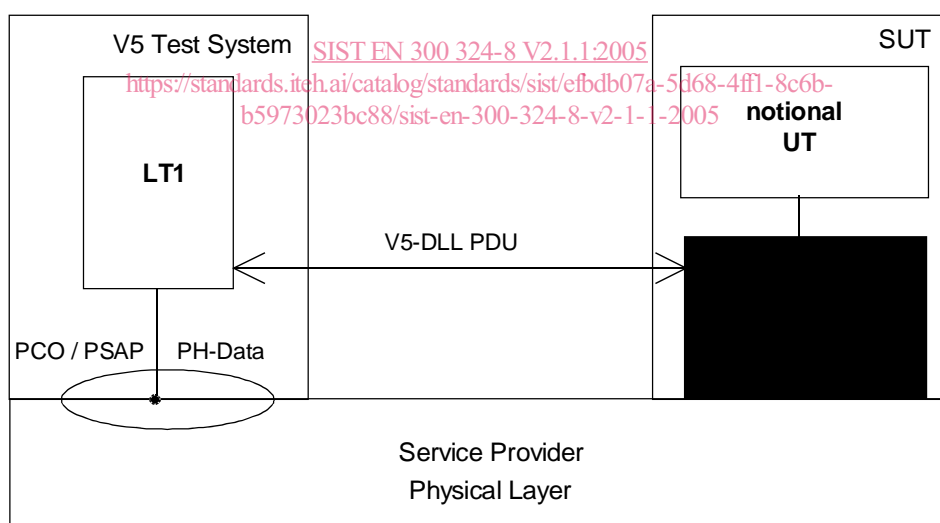 V5 Test System
SIST EN 300 324-8 V2.1.1:2005
SUT
https://standards.iteh.ai/catalog/standards/sist/efbdb07a-5d68-4ff1-8c6b-
b5973023bc88/sist-en-300-324-8-v2-1-1-2005
notional
UT
LT1
V5-DLL PDU
PCO / PSAP
PH-Data
Service Provider
Physical Layer